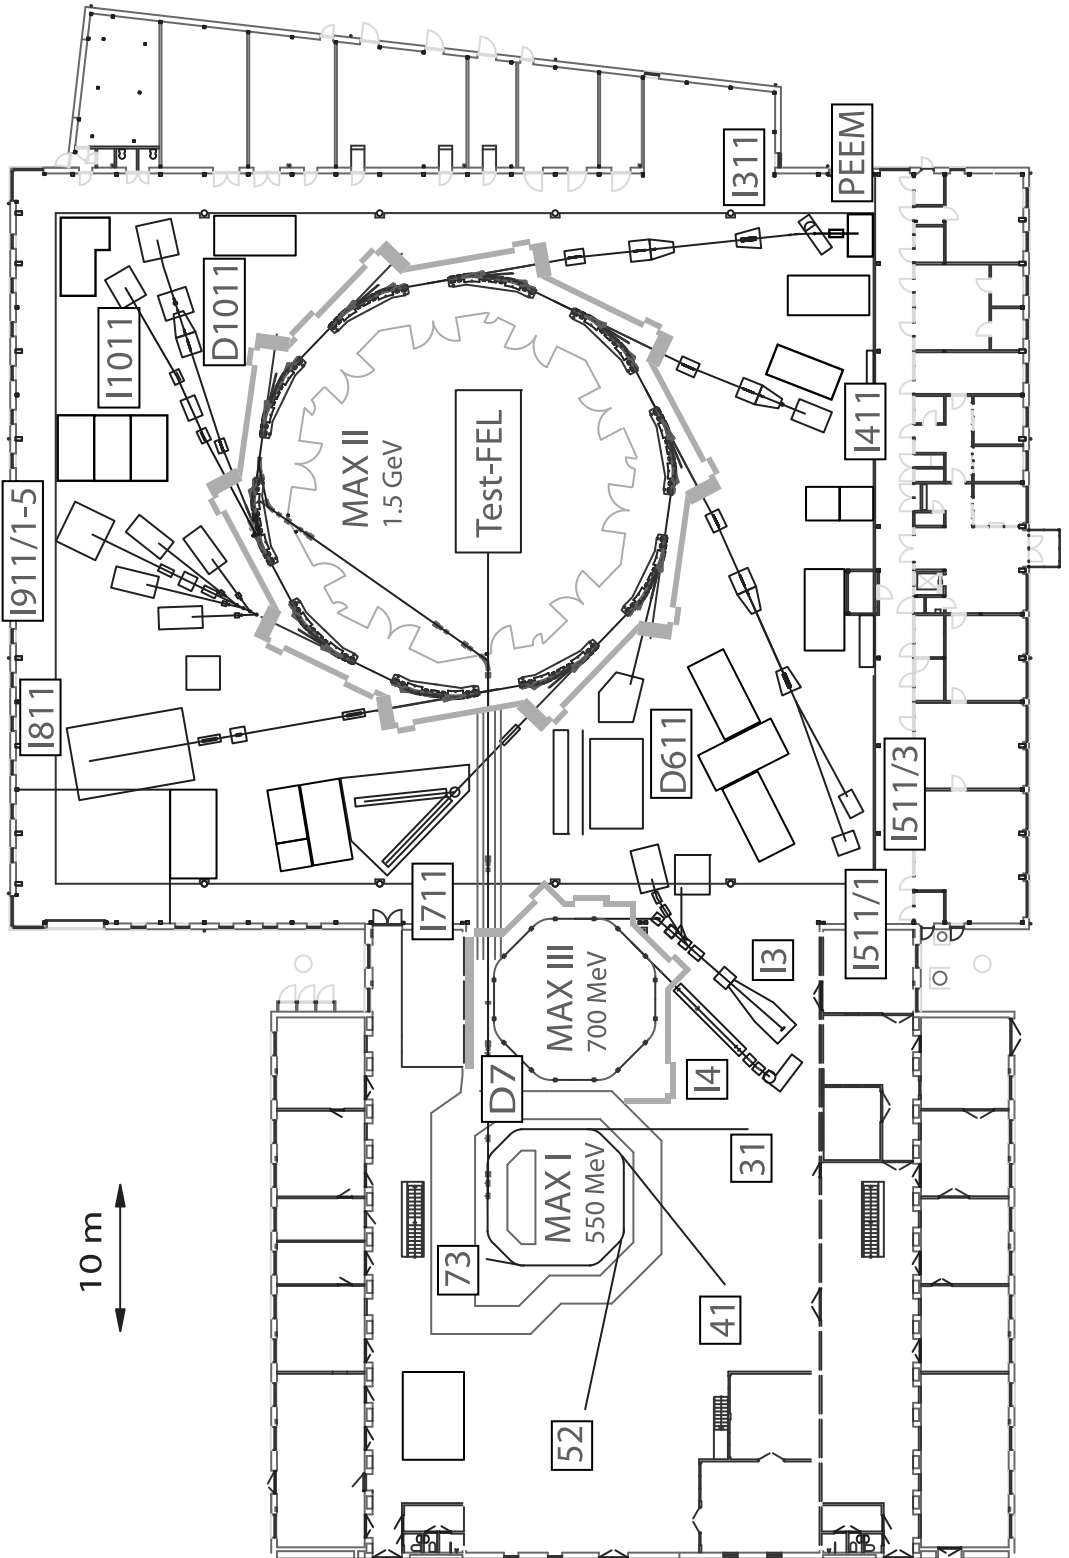 I311
PEEM
D1011
I1011
I411
MAX II
1.5 GeV
Test-FEL
I911/1-5
I811
D611
I511/3
I711
I511/1
I3
MAX III
700 MeV
D7
I4
31
MAX I
550 MeV
73
41
52
10 m